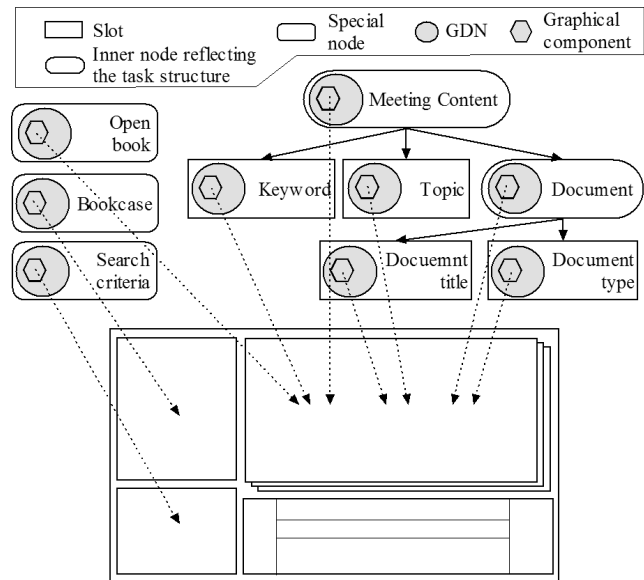 Slot
Special
node
GDN
Graphical
component
Inner node reflecting
the task structure
Meeting Content
Open
book
Keyword
Topic
Document
Bookcase
Search
criteria
Docuemnt
title
Document
type